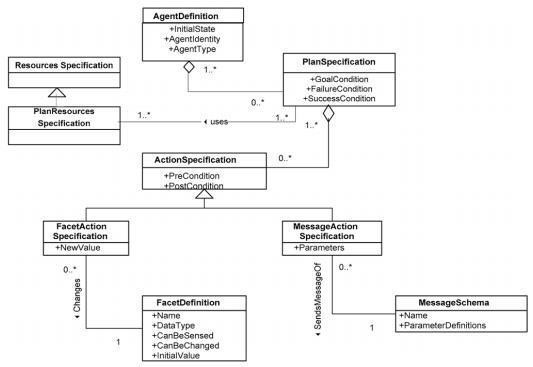 AgentDefinition
+InitialState
+AgentIdentity
+AgentType
1..*
Resources Specification
PlanSpecification
+GoalCondition
+FailureCondition
+SuccessCondition
0..*
PlanResources
Specification
1..*
uses
1..*
1..*
ActionSpecification
+PreCondition
+PostCondition
0..*
FacetAction
Specification
+NewValue
MessageAction
Specification
+Parameters
0..*
0..*
Changes
SendsMessageOf
FacetDefinition
+Name
+DataType
+CanBeSensed
+CanBeChanged
+InitialValue
1
MessageSchema
+Name
+ParameterDefinitions
1